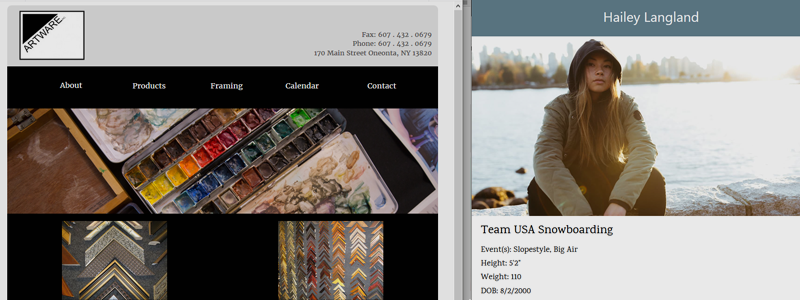 ARTWARE
Fax: 607 . 432 . 0679
Phone: 607 . 432 . 0679
170 Main Street Oneonta, NY 13820
About Products Framing Calendar Contact
Hailey Langland
Team USA Snowboarding
Event(s): Slopestyle, Big Air
Height: 5'2"
Weight: 110
DOB: 8/2/2000